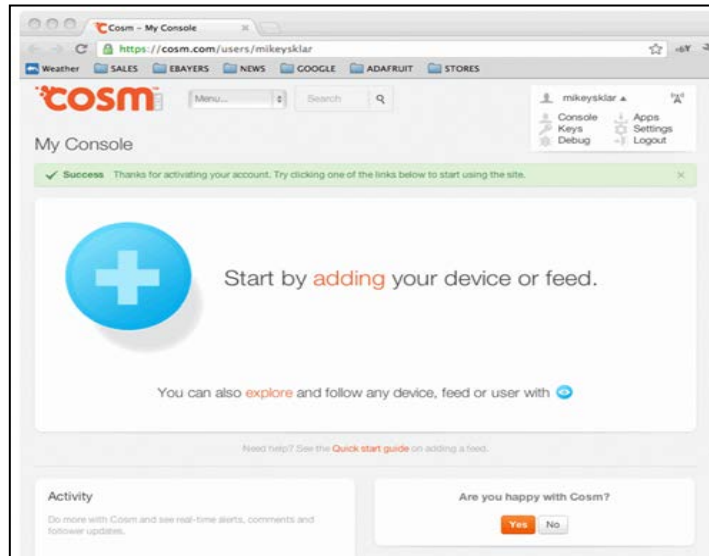 Cosm - My Console
https://cosm.com/users/mikeysklar
Weather SALES EBAYERS NEWS GOOGLE ADAFRUIT STORES
cosm Menu... Search mikeysklar
Console Apps
Keys Settings
Debug Logout
My Console
Success Thanks for activating your account. Try clicking one of the links below to start using the site.
Start by adding your device or feed.
You can also explore and follow any device, feed or user with
Need help? See the Quick start guide on adding a feed.
Activity
Do more with Cosm and see real-time alerts, comments and
follower updates.
Are you happy with Cosm?
Yes No